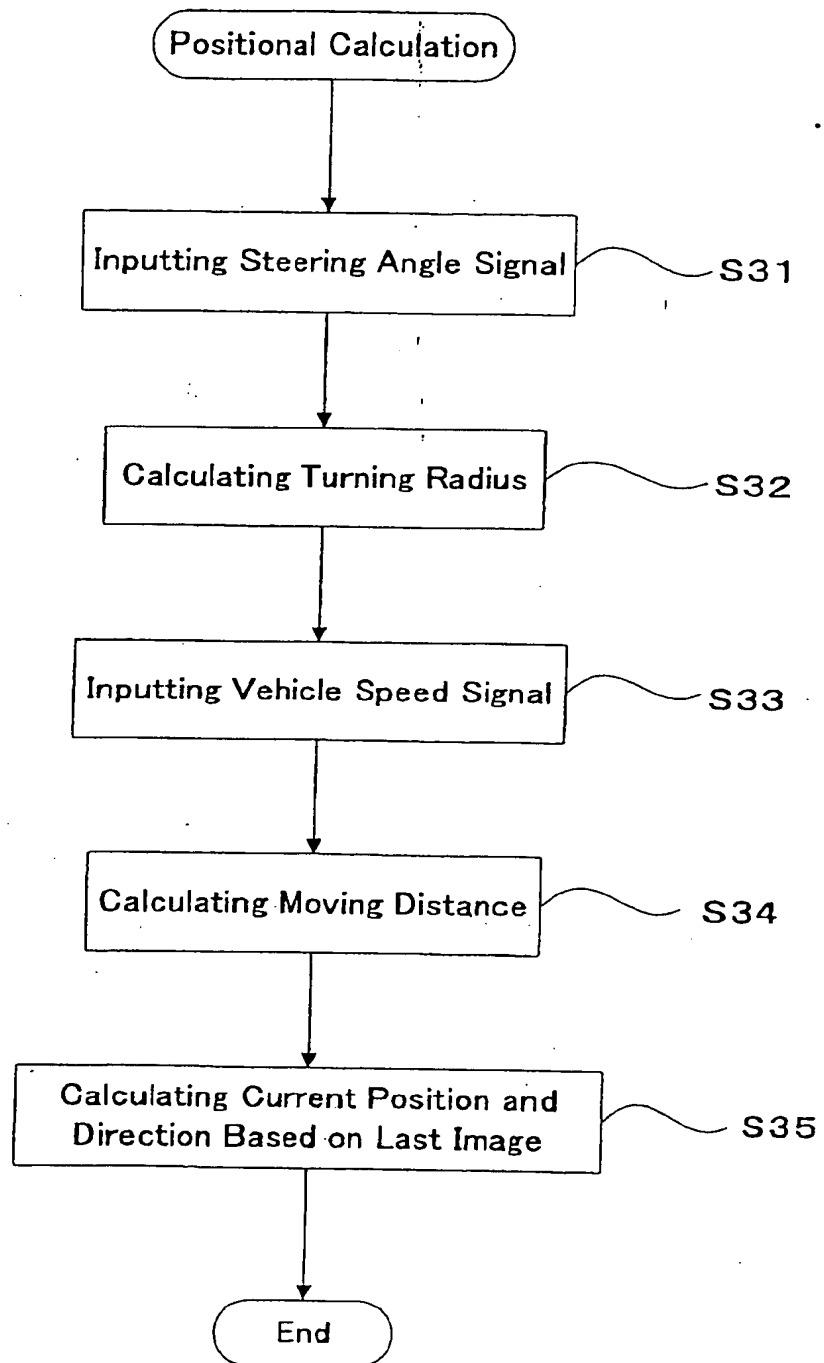 Positional Calculation
Inputting Steering Angle Signal
S31
Calculating Turning Radius
S32
Inputting Vehicle Speed Signal
S33
Calculating Moving Distance
S34
Calculating Current Position and
Direction Based on Last Image
S35
End